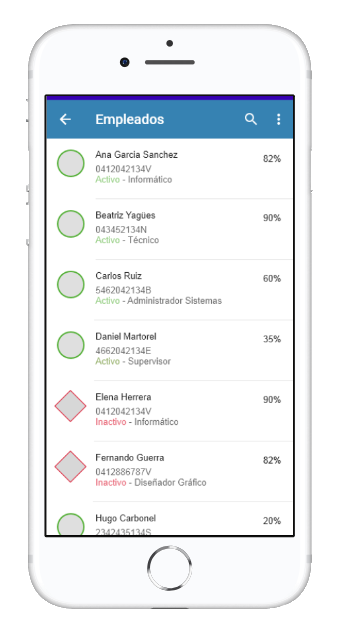 Empleados
Ana Garcia Sanchez
82%
0412042134V
Activo - Informático
Beatriz Yagües
90%
043452134N
Activo - Técnico
Carlos Ruiz
60%
5462042134B
Activo - Administrador Sistemas
Daniel Martorel
35%
4662042134E
Activo - Supervisor
Elena Herrera
90%
0412042134V
Inactivo - Informático
Fernando Guerra
82%
0412886787V
Inactivo - Diseñador Gráfico
Hugo Carbonel
20%
2342435134S